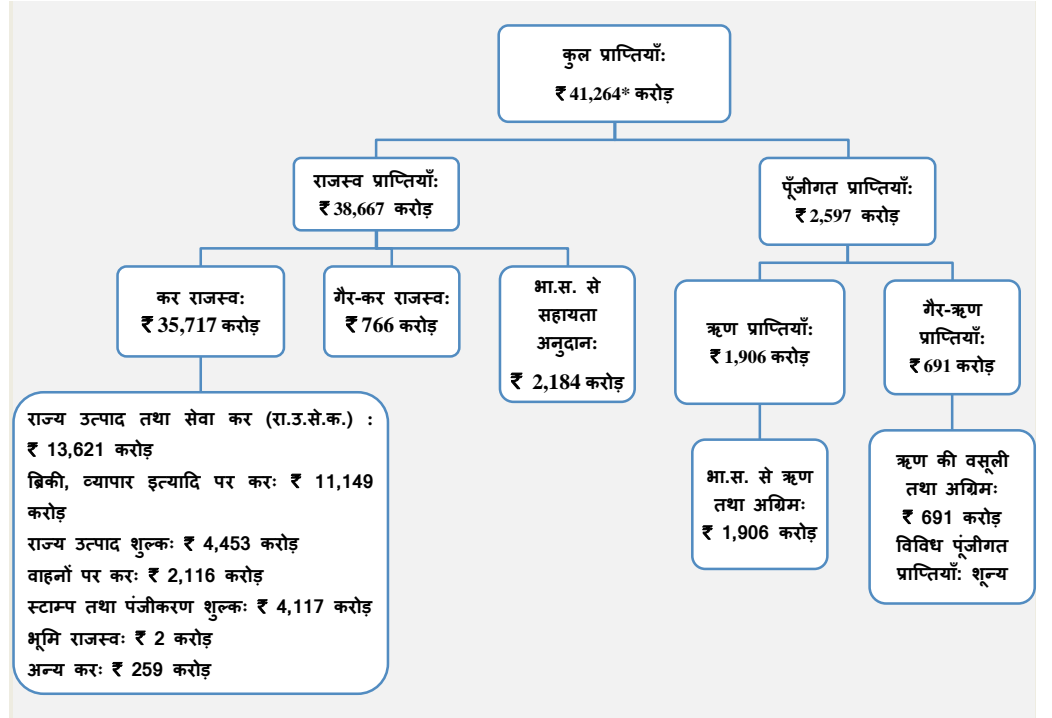 कुल प्राप्तियाँ:
₹ 41,264* करोड़
राजस्व प्राप्तियाँ:
₹ 38,667 करोड़
पूँजीगत प्राप्तियाँ:
₹ 2,597 करोड़
कर राजस्व:
₹ 35,717 करोड़
गैर-कर राजस्व:
₹ 766 करोड़
भा.स. से
सहायता
अनुदान:
₹ 2,184 करोड़
ऋण प्राप्तियाँ:
₹ 1,906 करोड़
गैर-ऋण
प्राप्तियाँ:
₹ 691 करोड़
राज्य उत्पाद तथा सेवा कर (रा.उ.से.क.) :
₹ 13,621 करोड़
ब्रिकी, व्यापार इत्यादि पर करः ₹ 11,149
करोड़
राज्य उत्पाद शुल्कः ₹ 4,453 करोड़
वाहनों पर करः ₹ 2,116 करोड़
स्टाम्प तथा पंजीकरण शुल्कः ₹ 4,117 करोड़
भूमि राजस्वः ₹ 2 करोड़
अन्य करः ₹ 259 करोड़
भा.स. से ऋण
तथा अग्रिमः
₹ 1,906 करोड़
ऋण की वसूली
तथा अग्रिमः
₹ 691 करोड़
विविध पूंजीगत
प्राप्तियाँ: शून्य